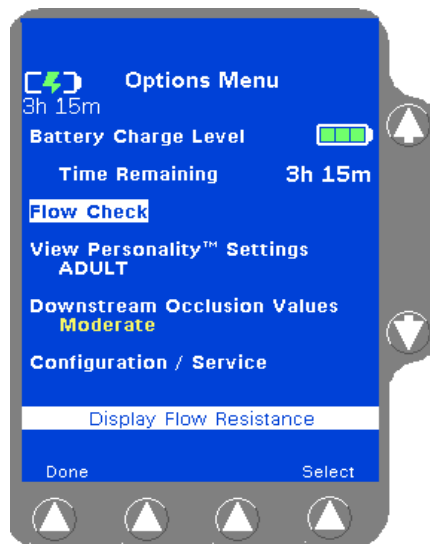 Options Menu
3h 15m
Battery Charge Level
Time Remaining 3h 15m
Flow Check
View Personality™ Settings
ADULT
Downstream Occlusion Values
Moderate
Configuration / Service
Display Flow Resistance
Done Select